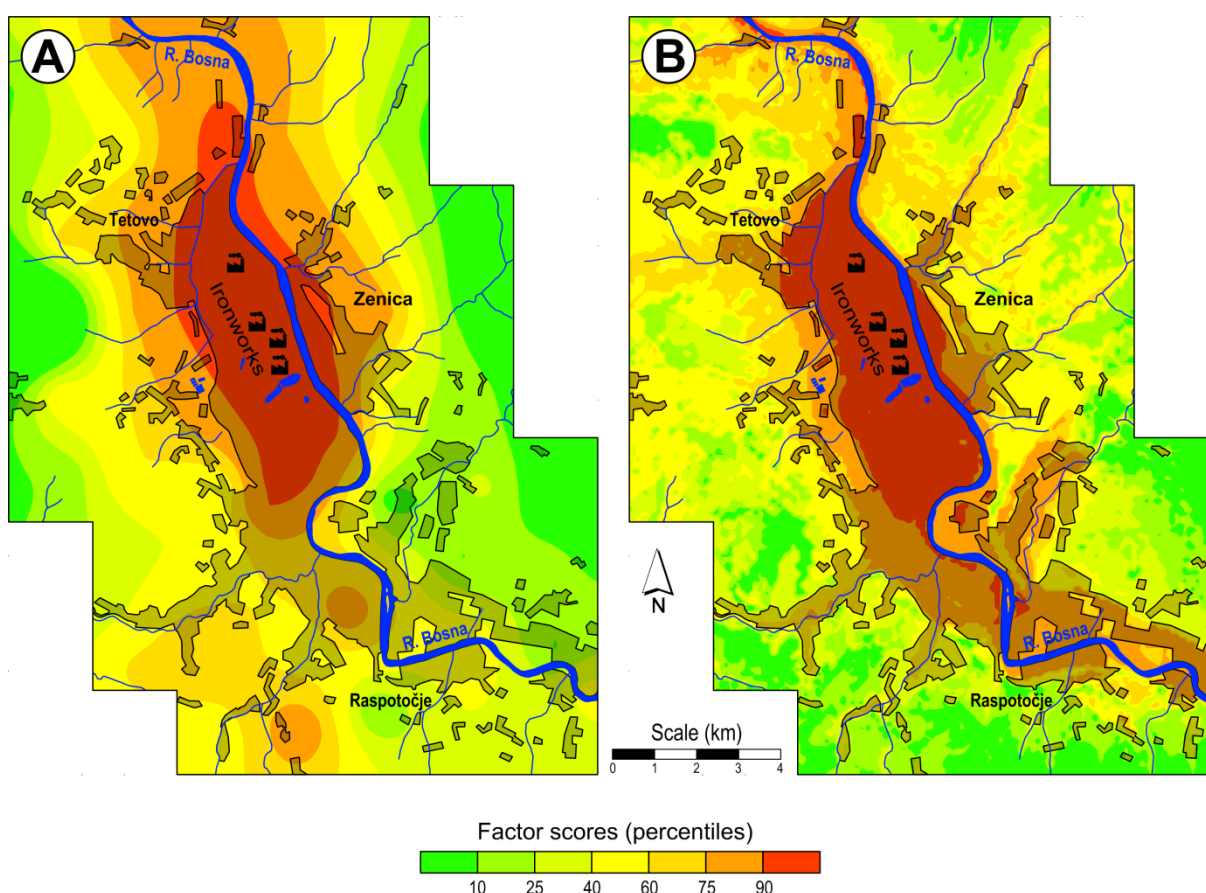 A
R. Bosna
Tetovo
Ironworks
Zenica
R. Bosna
Raspotočje
B
R. Bosna
Tetovo
Ironworks
Zenica
R. Bosna
Raspotočje
N
Scale (km)
0 1 2 3 4
Factor scores (percentiles)
10 25 40 60 75 90